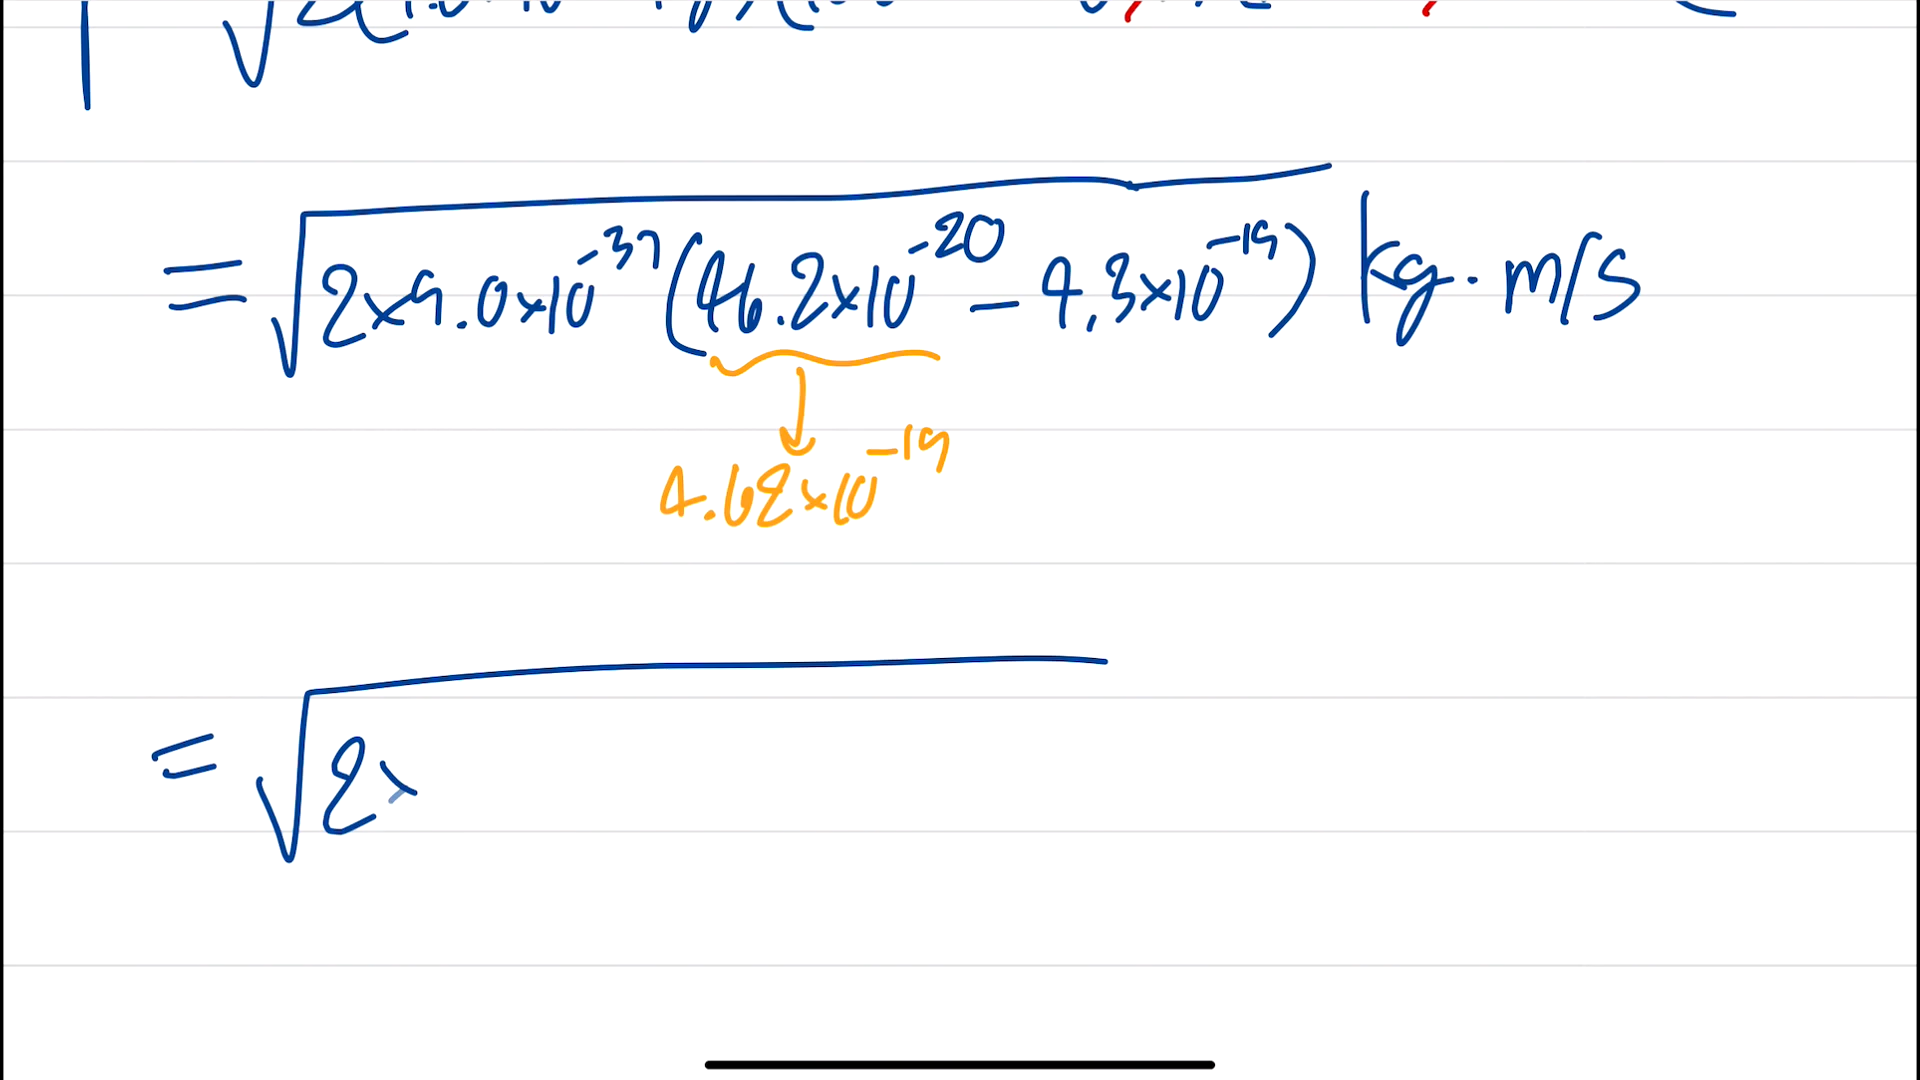 = √2×9.0×10⁻³¹(46.2×10⁻²⁰ − 4.3×10⁻¹⁹) kg·m/s
4.62×10⁻¹⁹
= √2×